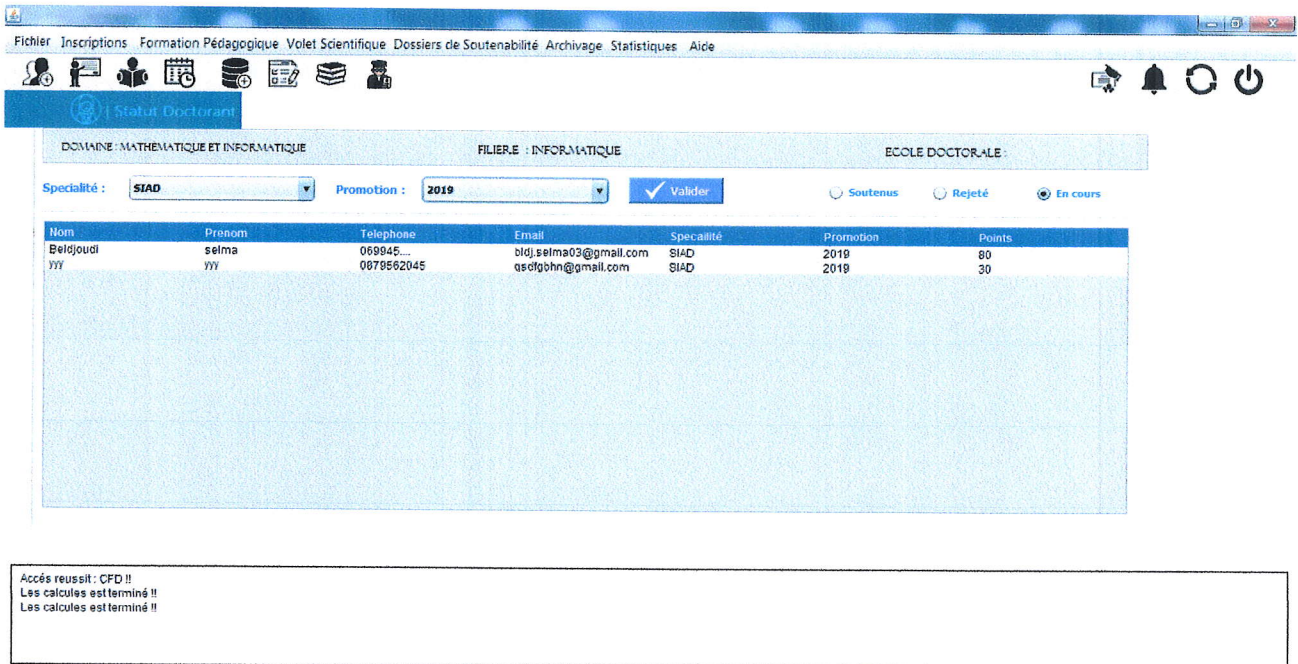 Fichier Inscriptions Formation Pédagogique Volet Scientifique Dossiers de Soutenabilité Archivage Statistiques Aide
| Statut Doctorant
DOMAINE : MATHEMATIQUE ET INFORMATIQUE FILIERE : INFORMATIQUE ECOLE DOCTORALE :
Specialité : SIAD Promotion : 2019 Valider Soutenus Rejeté En cours
Nom Prenom Telephone Email Specailité Promotion Points
Beldjoudi selma 069945.... bldj.selma03@gmail.com SIAD 2019 80
yyy yyy 0679562045 qsdfgbhn@gmail.com SIAD 2019 30
Accés reussit : CFD !!
Les calcules est terminé !!
Les calcules est terminé !!